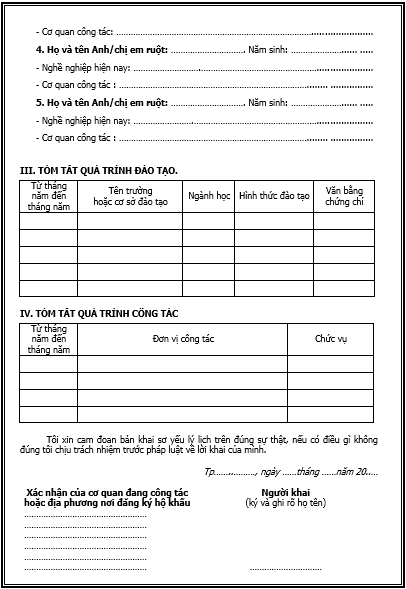 - Cơ quan công tác: ........................................................................
4. Họ và tên Anh/chị em ruột: ........................ Năm sinh: ........................
- Nghề nghiệp hiện nay: ........................................................................
- Cơ quan công tác : ........................................................................
5. Họ và tên Anh/chị em ruột: ........................ Năm sinh: ........................
- Nghề nghiệp hiện nay: ........................................................................
- Cơ quan công tác : ........................................................................
III. TÓM TẮT QUÁ TRÌNH ĐÀO TẠO.
Từ tháng năm đến tháng năm | Tên trường hoặc cơ sở đào tạo | Ngành học | Hình thức đào tạo | Văn bằng chứng chỉ
IV. TÓM TẮT QUÁ TRÌNH CÔNG TÁC
Từ tháng năm đến tháng năm | Đơn vị công tác | Chức vụ
Tôi xin cam đoan bản khai sơ yếu lý lịch trên đúng sự thật, nếu có điều gì không
đúng tôi chịu trách nhiệm trước pháp luật về lời khai của mình.
Tp.............., ngày ......tháng ......năm 20.....
Xác nhận của cơ quan đang công tác
hoặc địa phương nơi đăng ký hộ khẩu
Người khai
(ký và ghi rõ họ tên)
........................................
........................................
........................................
........................................
........................................
........................................
............................